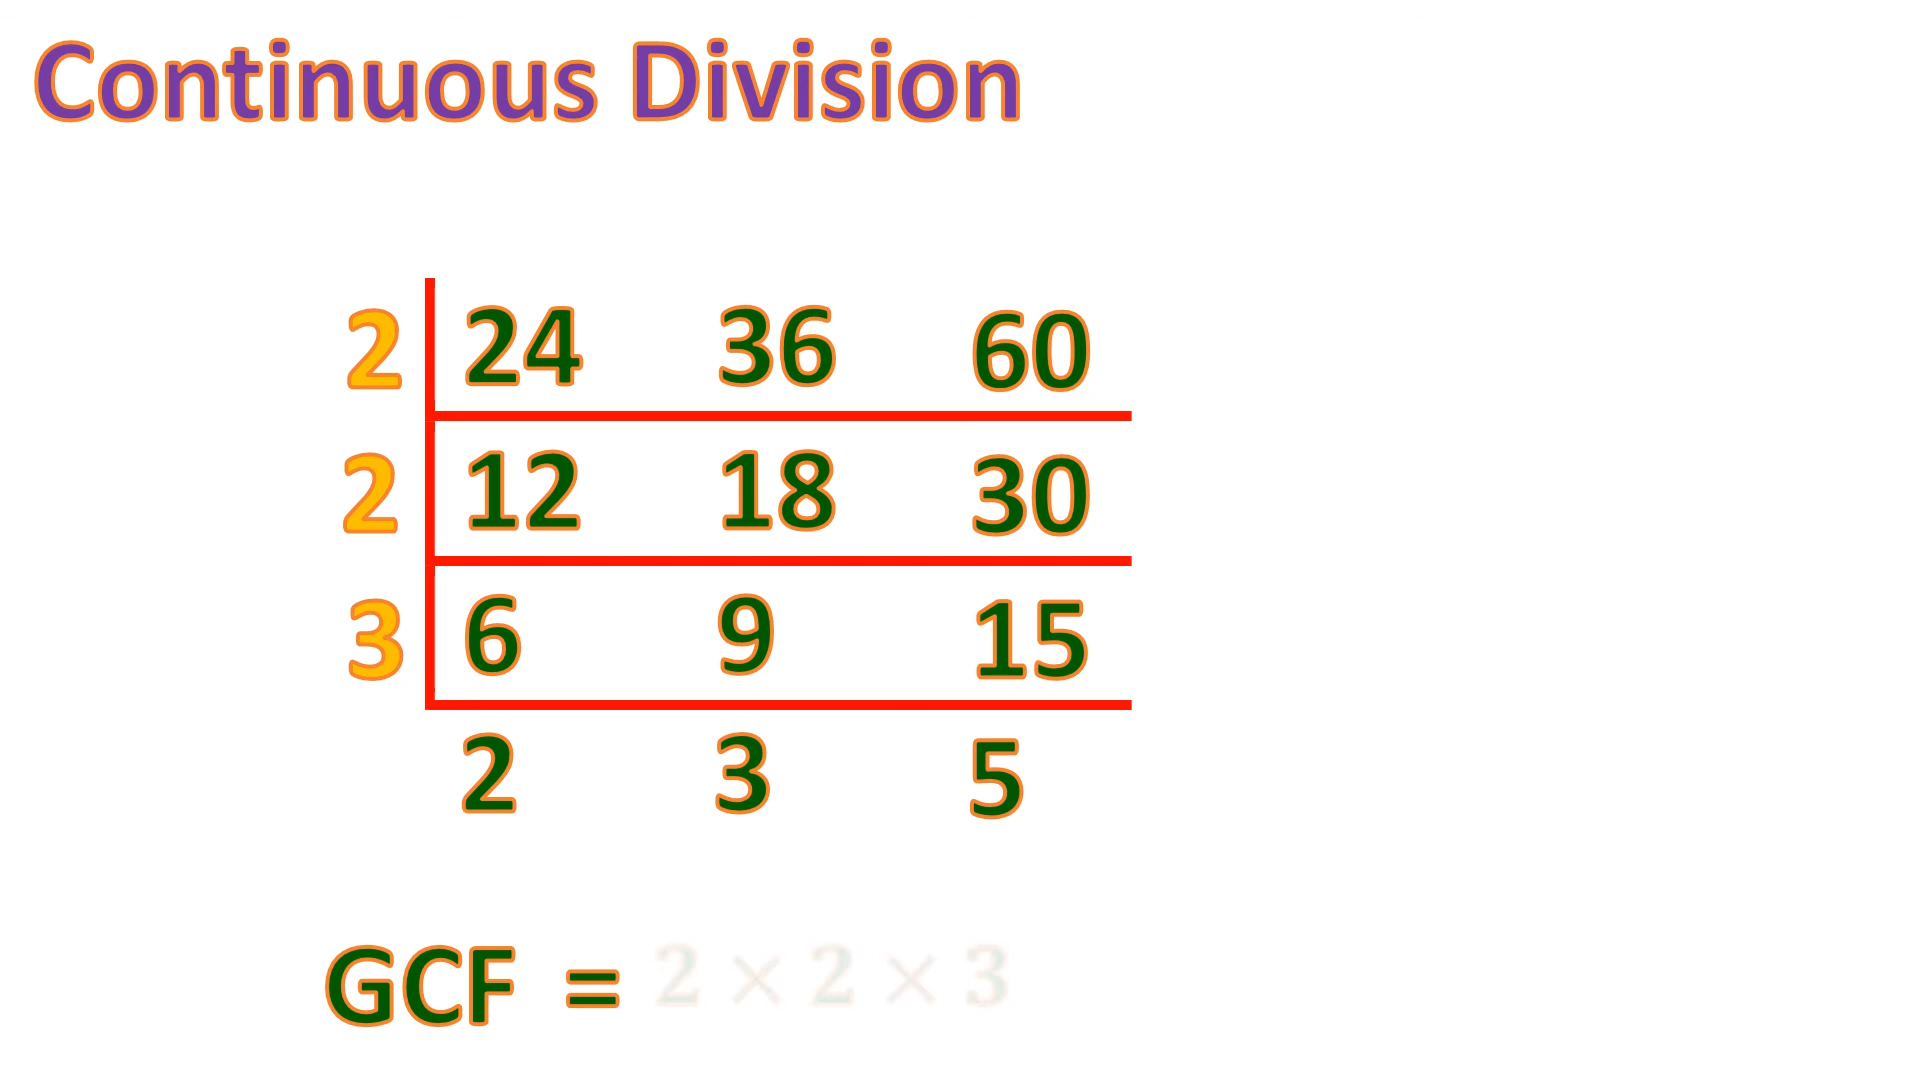 Continuous Division
2 24 36 60
2 12 18 30
3 6 9 15
2 3 5
GCF = 2 × 2 × 3